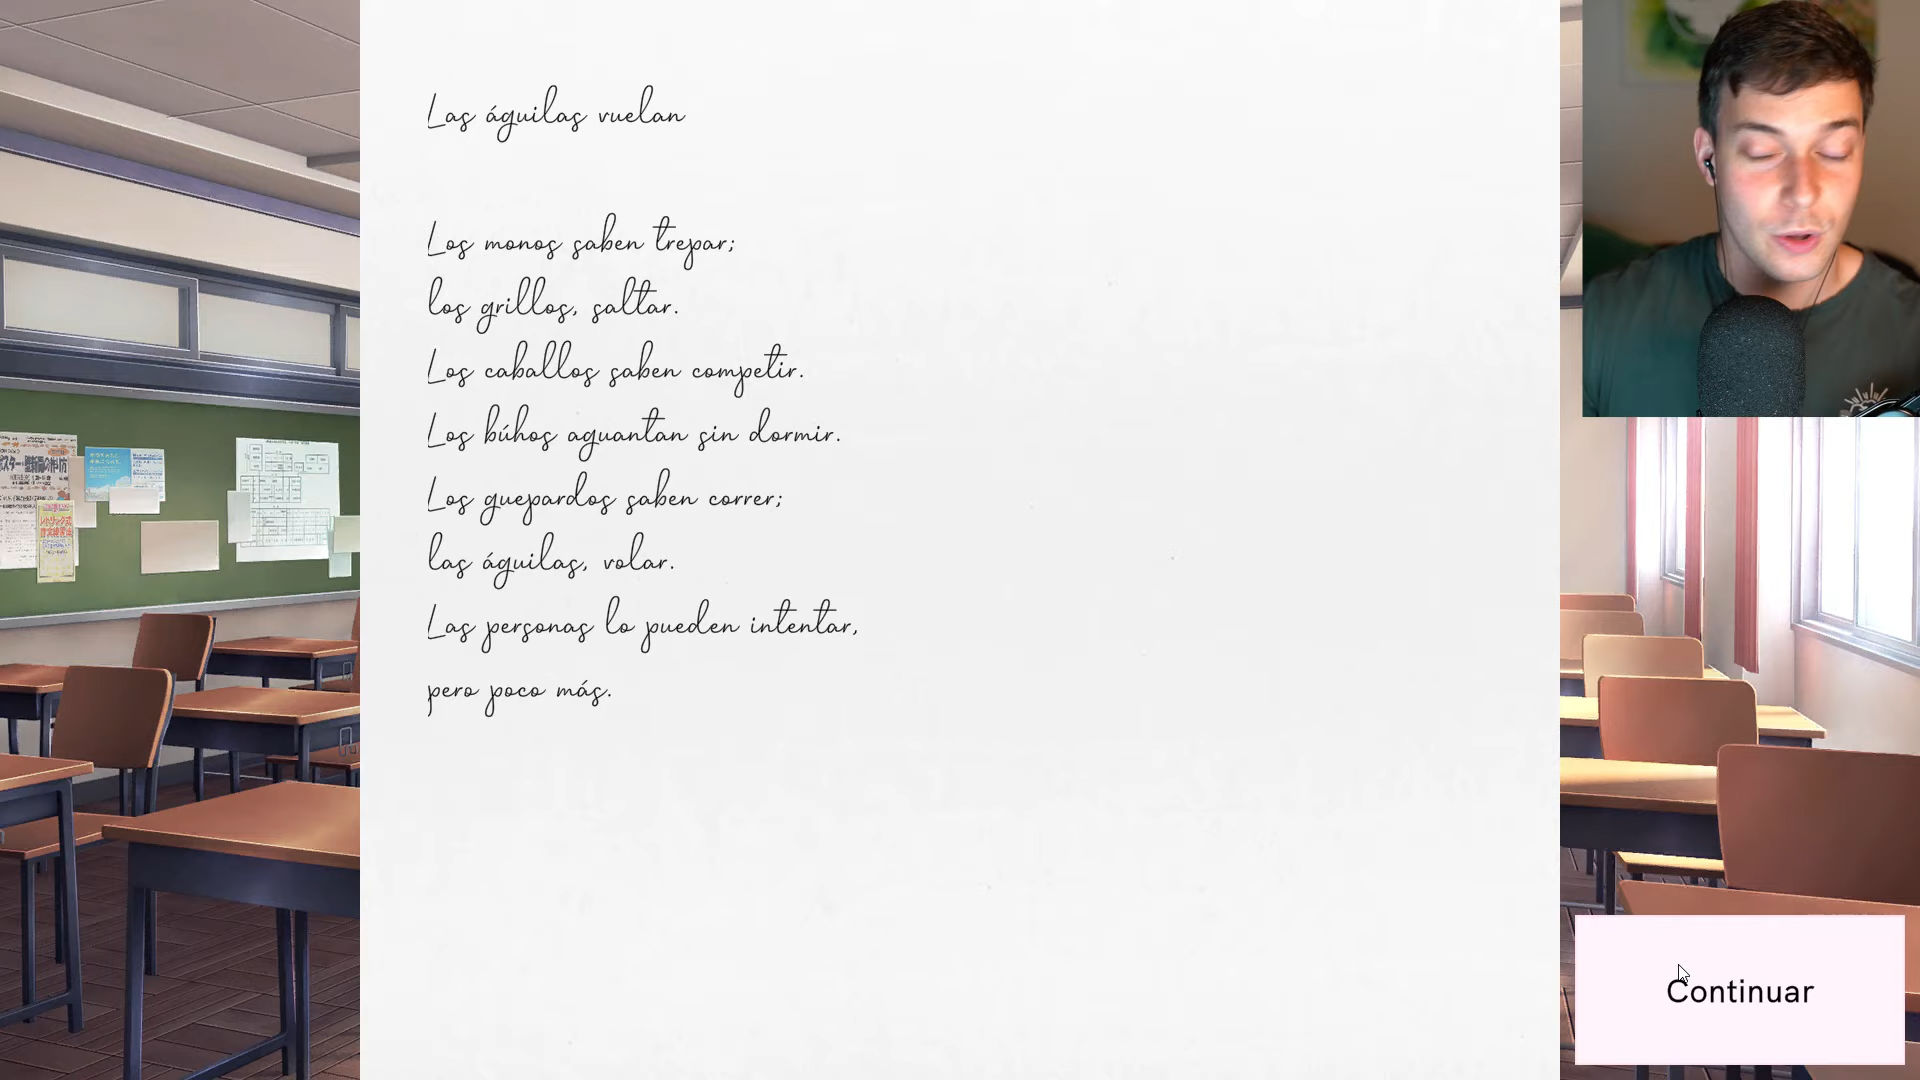 Las águilas vuelan
Los monos saben trepar;
los grillos, saltar.
Los caballos saben competir.
Los búhos aguantan sin dormir.
Los guepardos saben correr;
las águilas, volar.
Las personas lo pueden intentar,
pero poco más.
Continuar